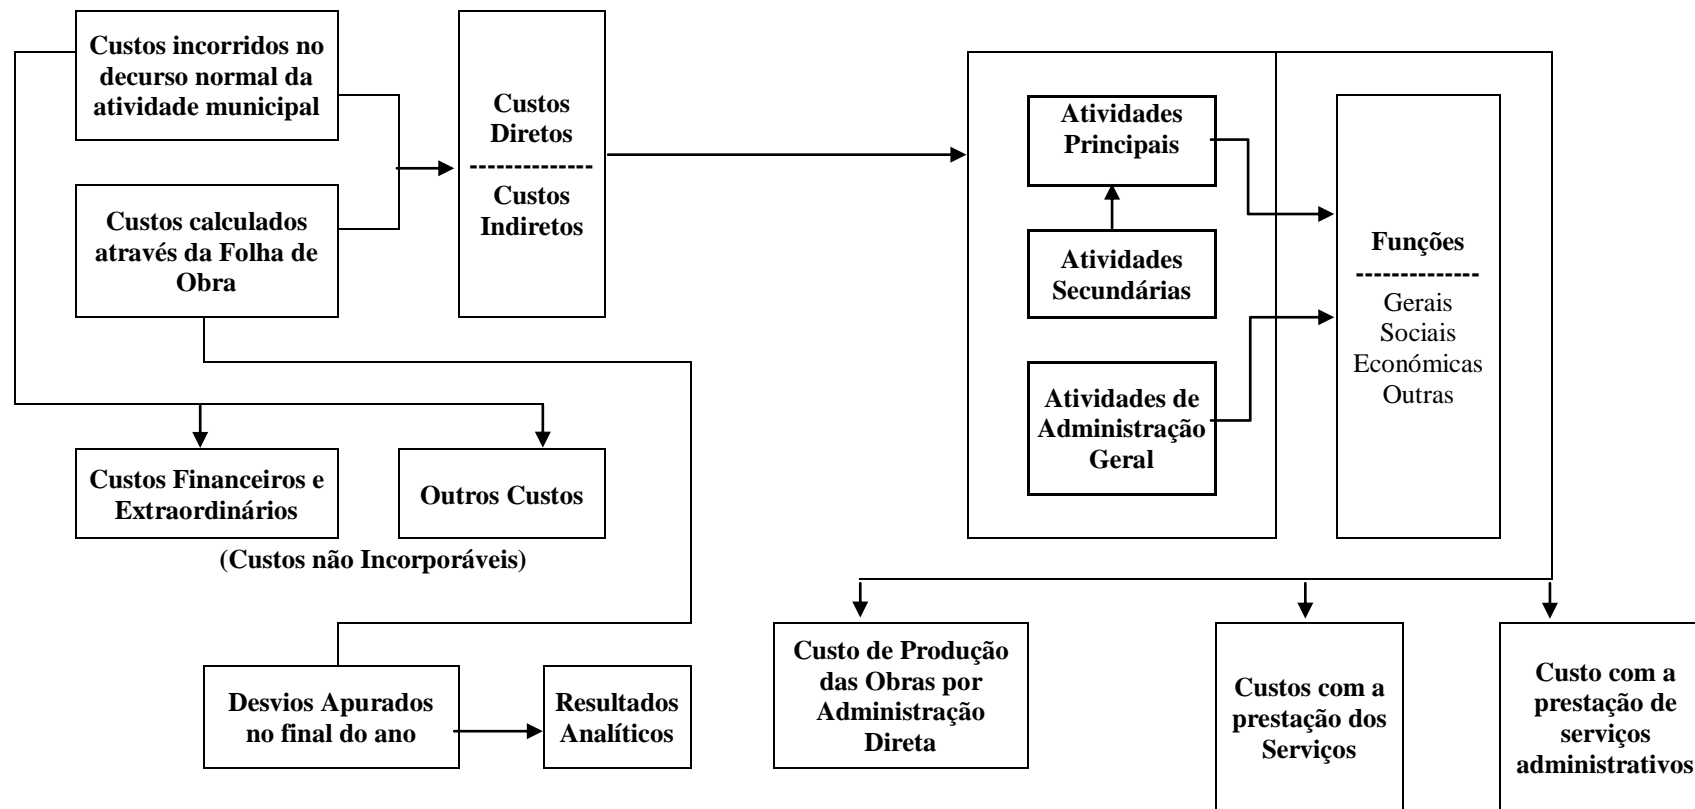 Custos incorridos no
decurso normal da
atividade municipal
Custos calculados
através da Folha de
Obra
Custos
Diretos
---------------
Custos
Indiretos
Atividades
Principais
Atividades
Secundárias
Atividades de
Administração
Geral
Funções
---------------
Gerais
Sociais
Económicas
Outras
Custos Financeiros e
Extraordinários
Outros Custos
(Custos não Incorporáveis)
Desvios Apurados
no final do ano
Resultados
Analíticos
Custo de Produção
das Obras por
Administração
Direta
Custos com a
prestação dos
Serviços
Custo com a
prestação de
serviços
administrativos